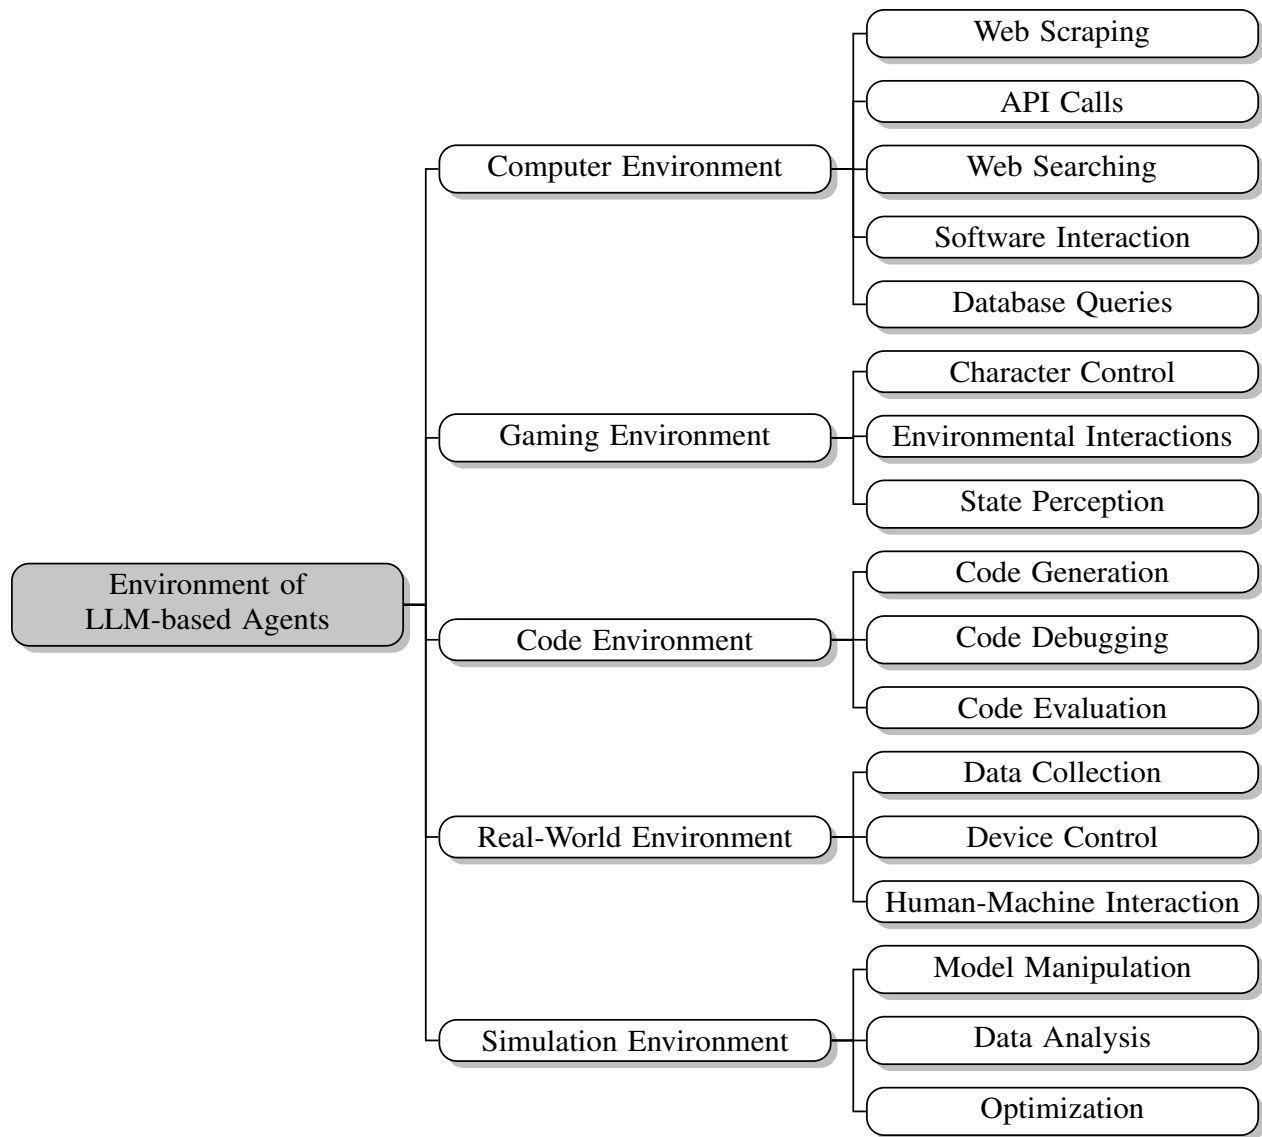 Environment of
LLM-based Agents
Computer Environment
Web Scraping
API Calls
Web Searching
Software Interaction
Database Queries
Gaming Environment
Character Control
Environmental Interactions
State Perception
Code Environment
Code Generation
Code Debugging
Code Evaluation
Real-World Environment
Data Collection
Device Control
Human-Machine Interaction
Simulation Environment
Model Manipulation
Data Analysis
Optimization